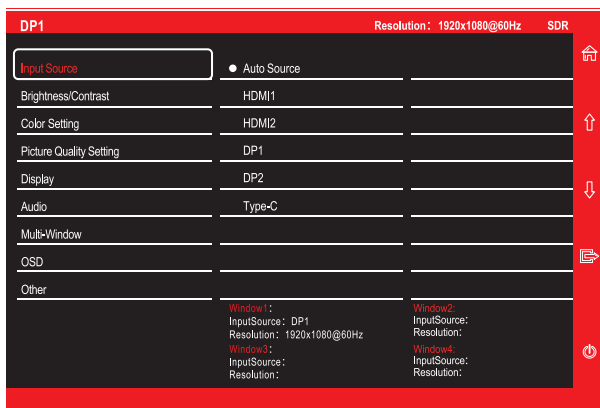 DP1 Resolution: 1920x1080@60Hz SDR
Input Source
Auto Source
Brightness/Contrast
HDMI1
Color Setting
HDMI2
Picture Quality Setting
DP1
Display
DP2
Audio
Type-C
Multi-Window
OSD
Other
Window1:
InputSource: DP1
Resolution: 1920x1080@60Hz
Window2:
InputSource:
Resolution:
Window3:
InputSource:
Resolution:
Window4:
InputSource:
Resolution: